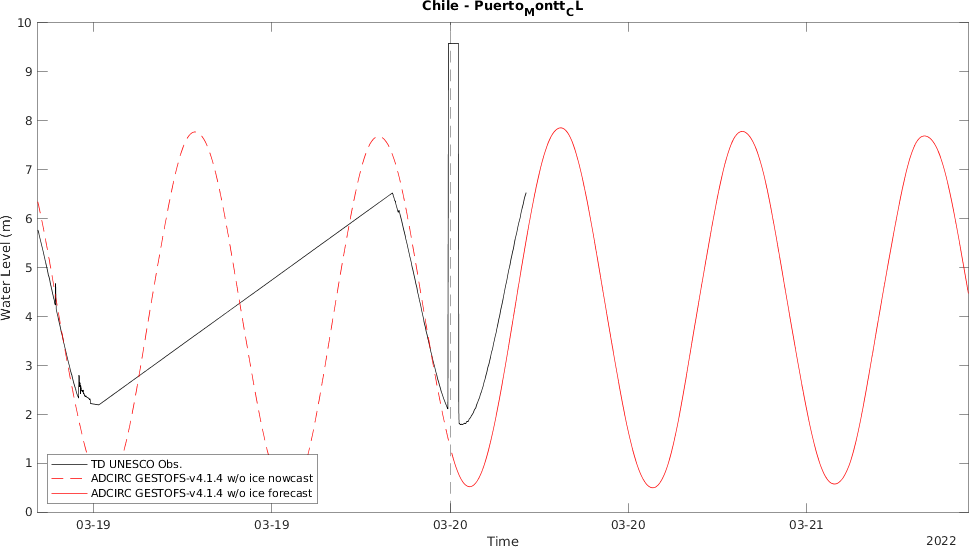 Chile - PuertoMonttCL
10
9
8
7
6
5
4
3
2
1
0
Water Level (m)
TD UNESCO Obs.
ADCIRC GESTOFS-v4.1.4 w/o ice nowcast
ADCIRC GESTOFS-v4.1.4 w/o ice forecast
03-19 03-19 03-20 03-20 03-21
Time
2022